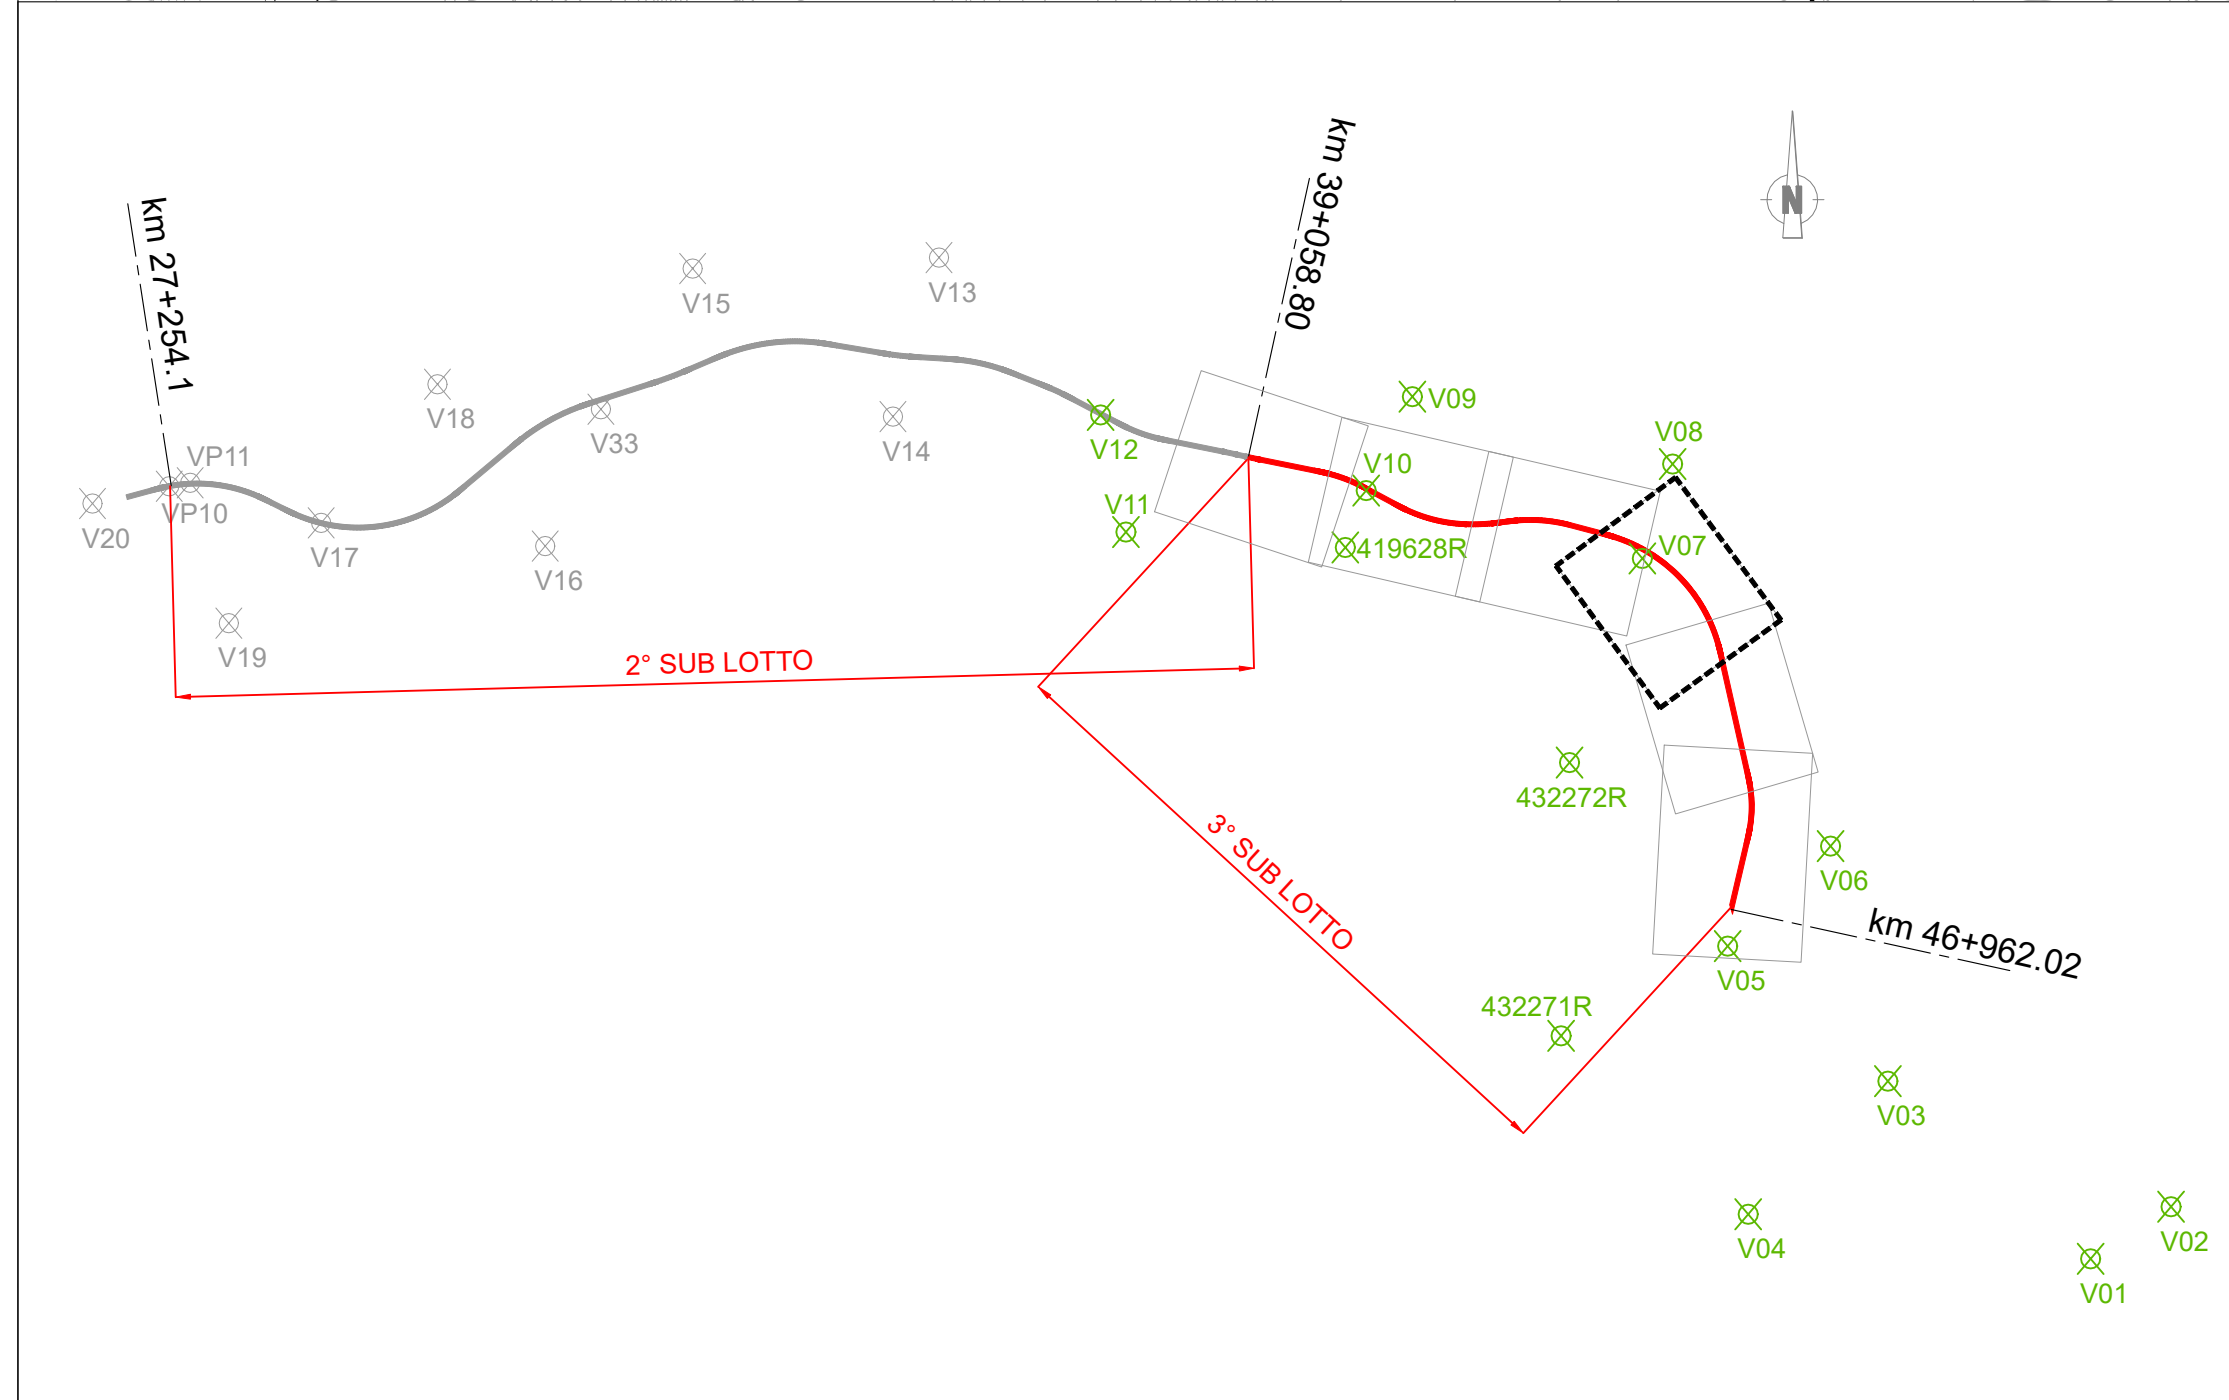 km 39+058.80
N
km 27+254.1
V15
V13
V18
V33
V14
V12
V09
V08
V10
VP11
VP10
V20
V17
V11
419628R
V07
V16
V19
2° SUB LOTTO
432272R
3° SUB LOTTO
V06
km 46+962.02
V05
432271R
V03
V04
V02
V01